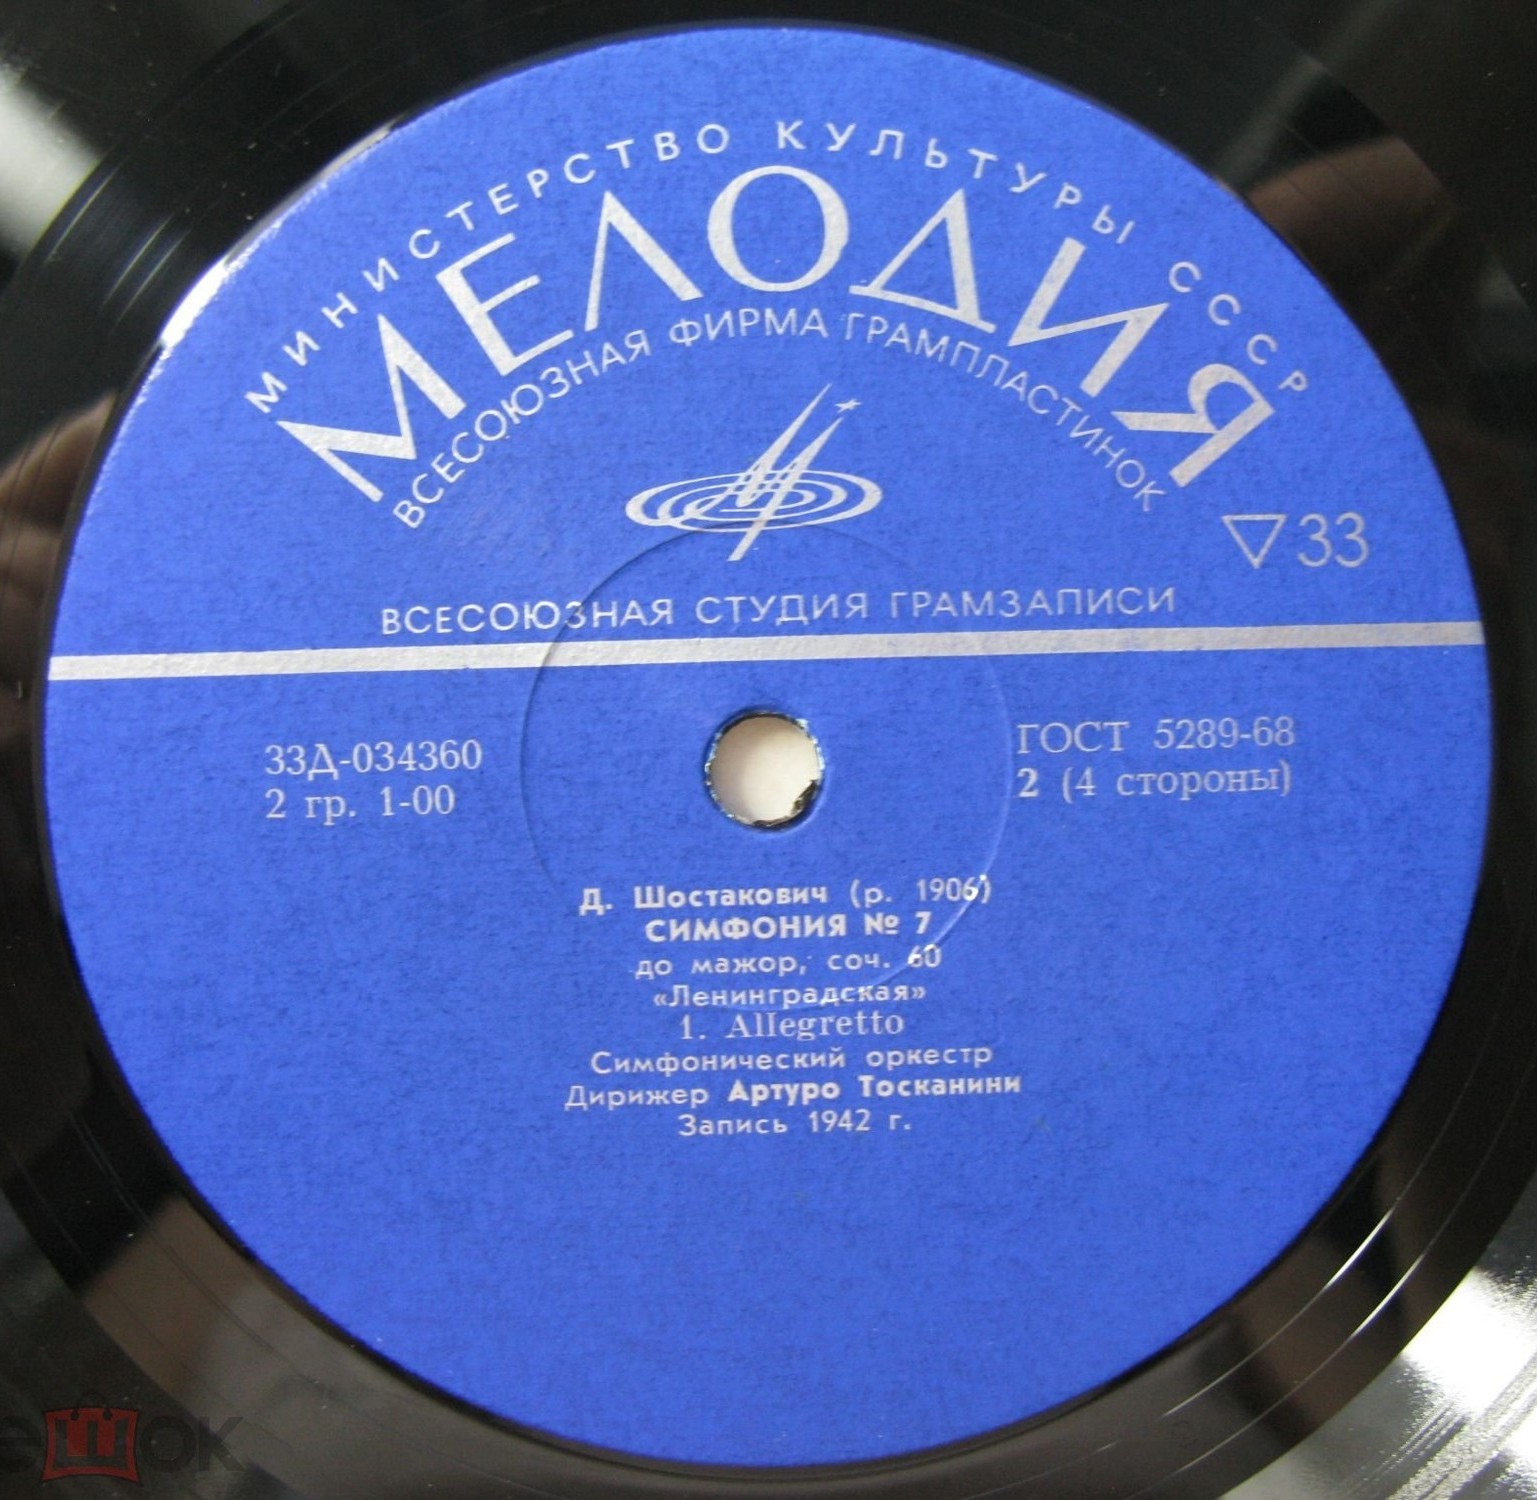 МИНИСТЕРСТВО КУЛЬТУРЫ СССР
МЕЛОДИЯ
ВСЕСОЮЗНАЯ ФИРМА ГРАМПЛАСТИНОК
▽33
ВСЕСОЮЗНАЯ СТУДИЯ ГРАМЗАПИСИ
33Д-034360
2 гр. 1-00
ГОСТ 5289-68
2 (4 стороны)
Д. Шостакович (р. 1906)
СИМФОНИЯ № 7
до мажор, соч. 60
«Ленинградская»
1. Allegretto
Симфонический оркестр
Дирижер Артуро Тосканини
Запись 1942 г.
ешок